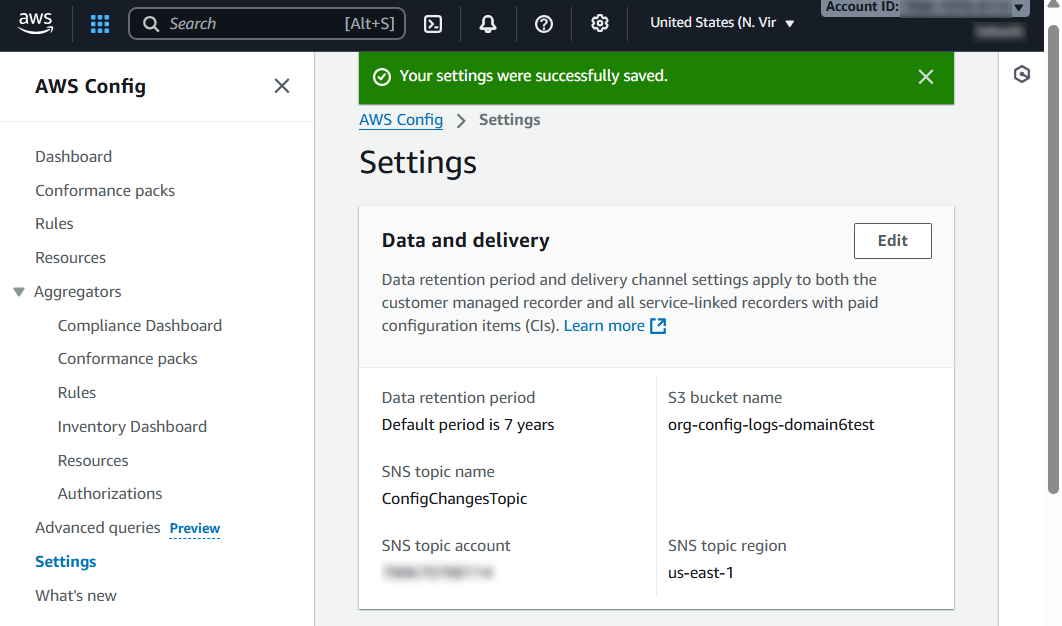 aws
Search [Alt+S]
United States (N. Vir
Account ID:
AWS Config
Dashboard
Conformance packs
Rules
Resources
Aggregators
Compliance Dashboard
Conformance packs
Rules
Inventory Dashboard
Resources
Authorizations
Advanced queries Preview
Settings
What's new
Your settings were successfully saved.
AWS Config > Settings
Settings
Data and delivery
Edit
Data retention period and delivery channel settings apply to both the
customer managed recorder and all service-linked recorders with paid
configuration items (CIs). Learn more
Data retention period
Default period is 7 years
S3 bucket name
org-config-logs-domain6test
SNS topic name
ConfigChangesTopic
SNS topic account
SNS topic region
us-east-1